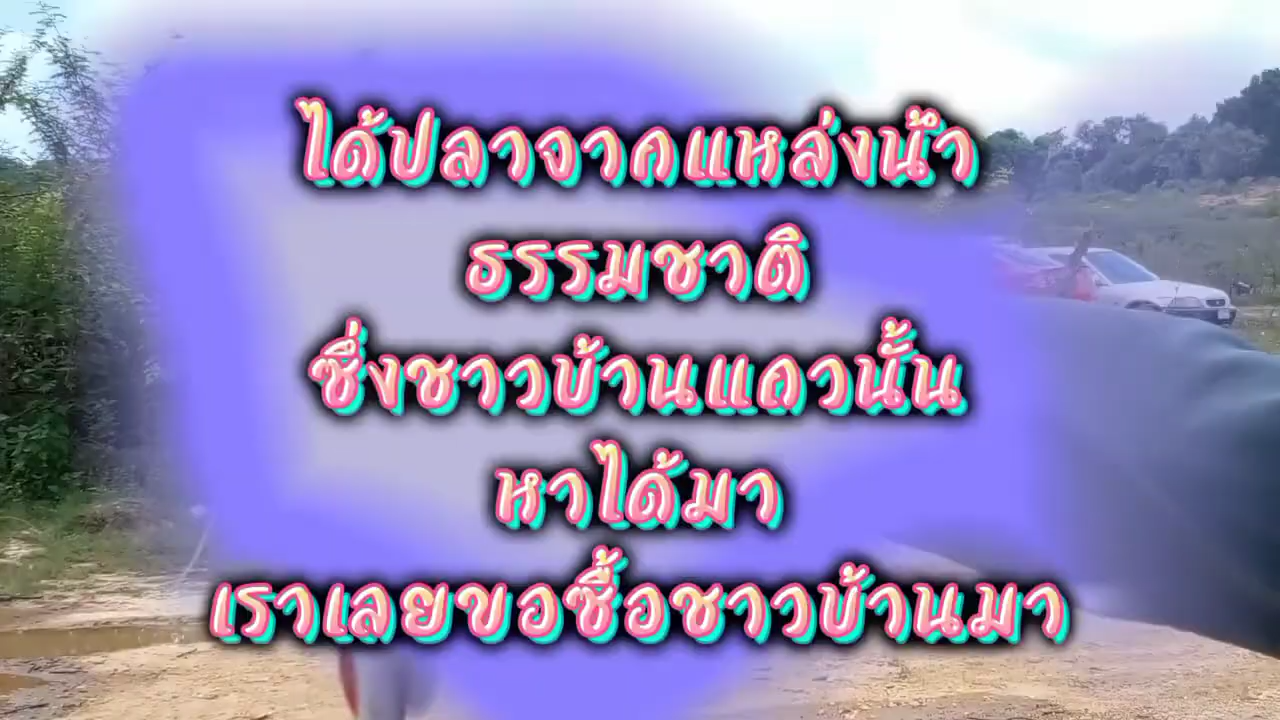 ได้ปลาจาคแหล่งน้ำ
ธรรมชาติ
ซึ่งชาวบ้านแถวนั้น
หาได้มา
เราเลยขอซื้อชาวบ้านมา